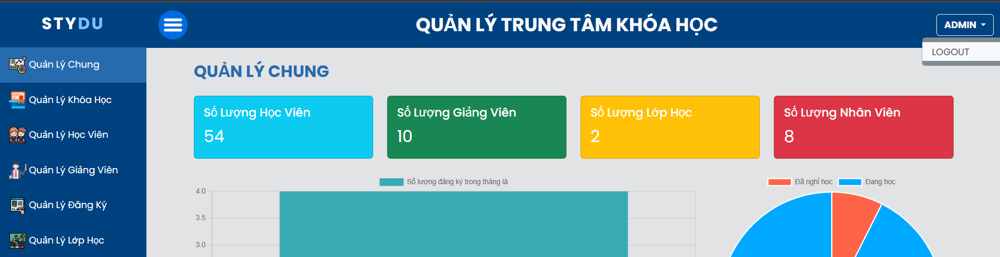 STYDU
QUẢN LÝ TRUNG TÂM KHÓA HỌC
ADMIN
LOGOUT
Quản Lý Chung
Quản Lý Khóa Học
Quản Lý Học Viên
Quản Lý Giảng Viên
Quản Lý Đăng Ký
Quản Lý Lớp Học
QUẢN LÝ CHUNG
Số Lượng Học Viên
54
Số Lượng Giảng Viên
10
Số Lượng Lớp Học
2
Số Lượng Nhân Viên
8
Số lượng đăng ký trong tháng là
4.0
3.5
3.0
Đã nghỉ học
Đang học